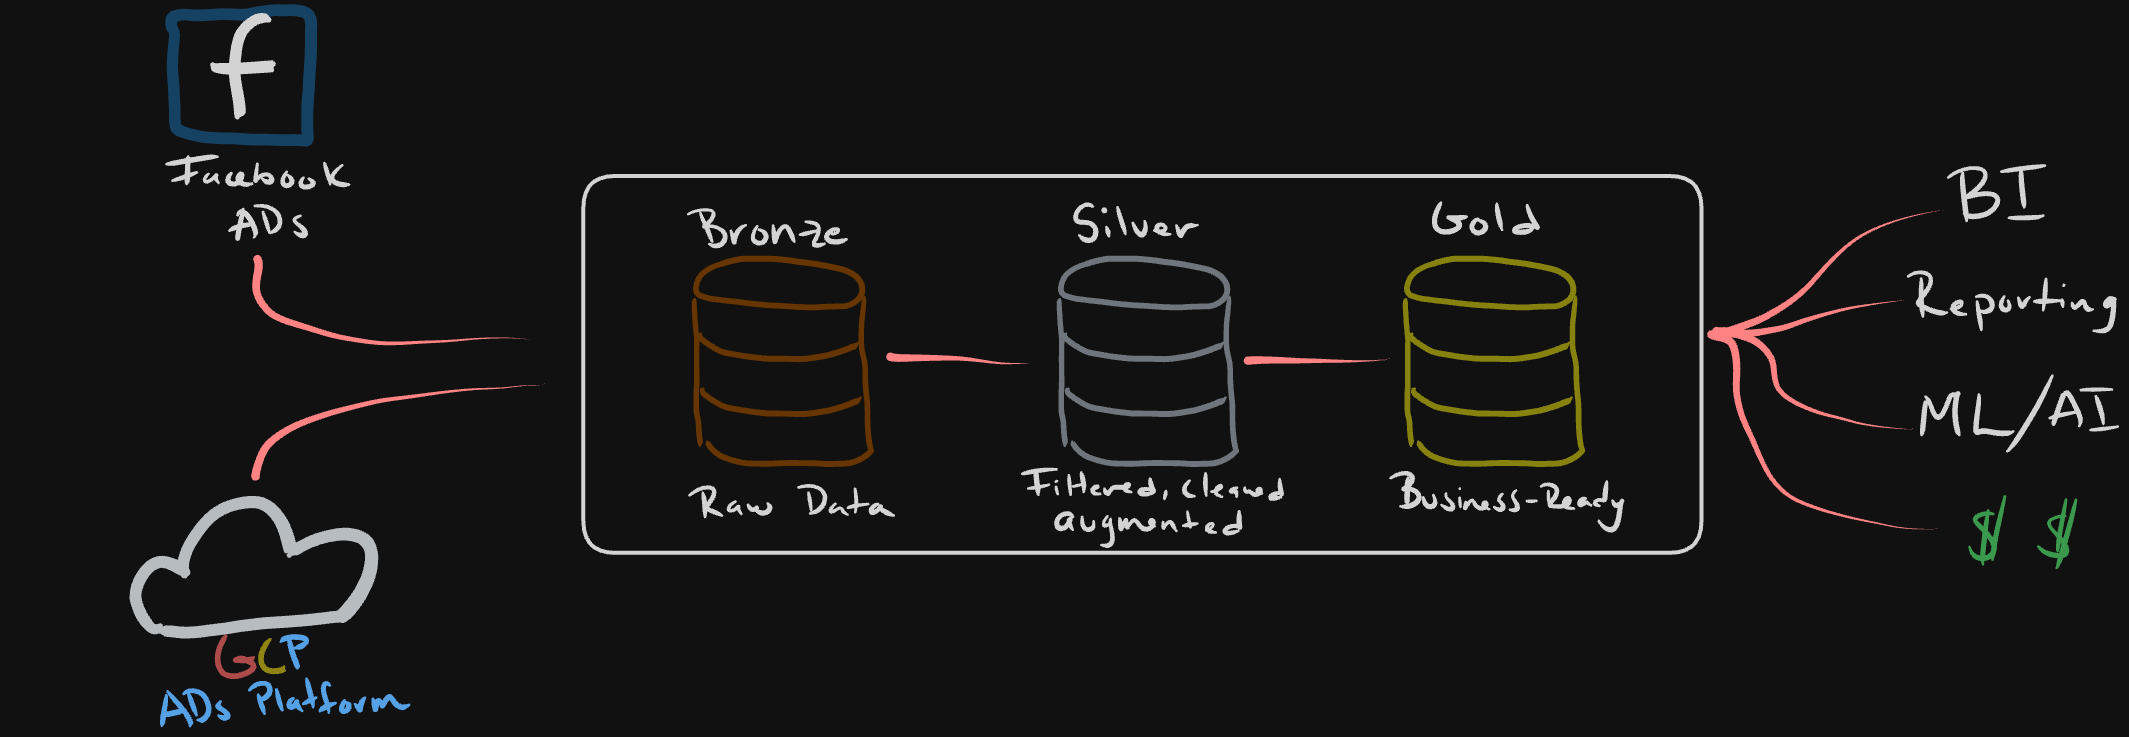 f
Facebook
ADs
GCP
ADs Platform
Bronze
Raw Data
Silver
Filtered, cleaned
augmented
Gold
Business-Ready
BI
Reporting
ML/AI
$ $